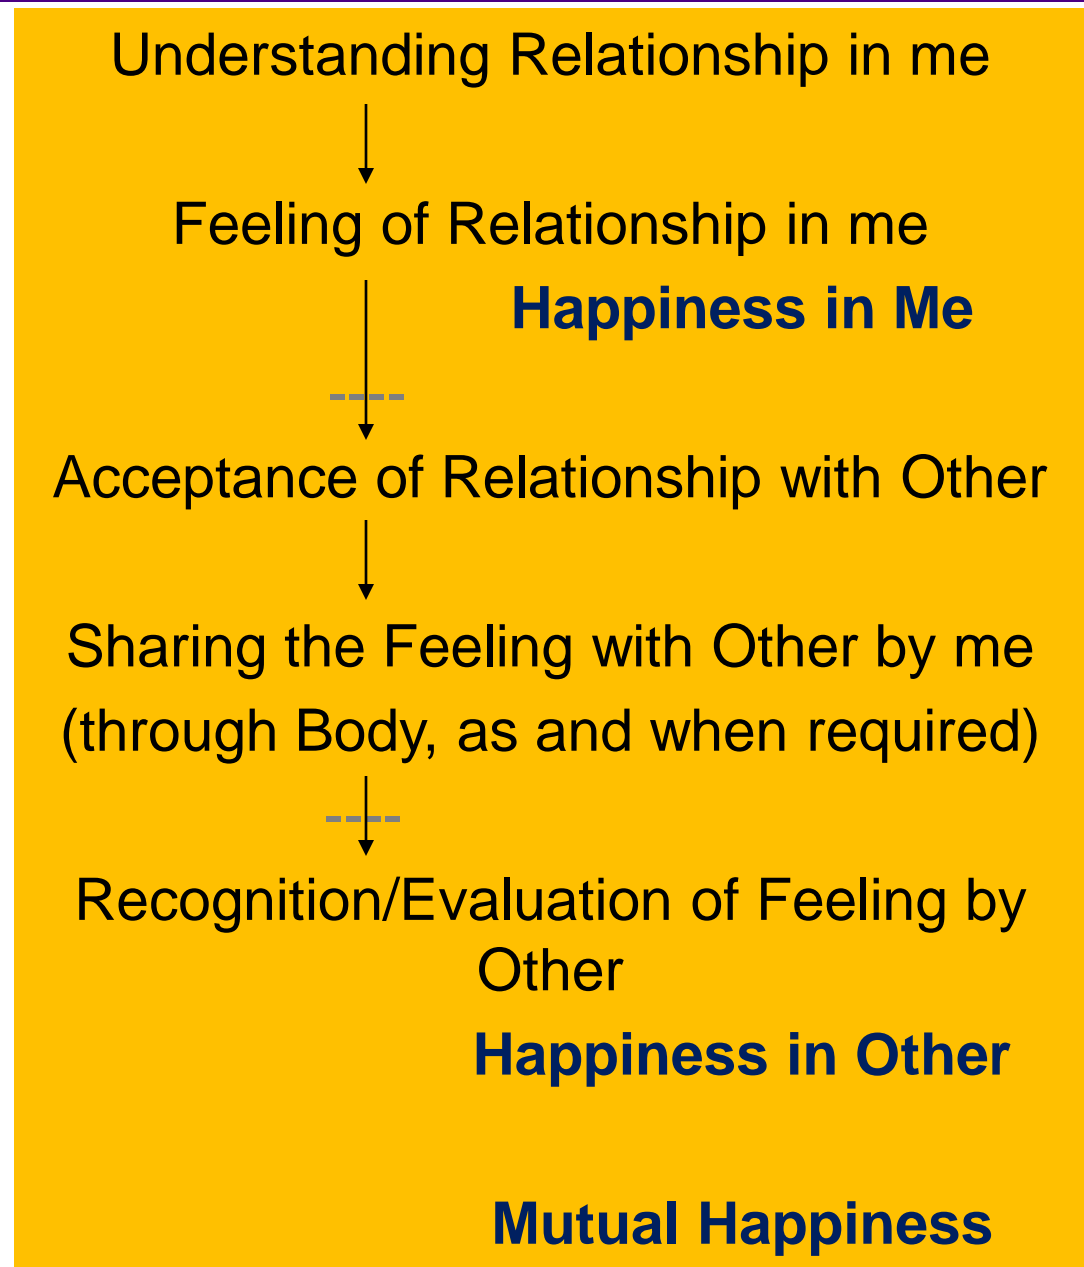 Understanding Relationship in me
Feeling of Relationship in me
Happiness in Me
Acceptance of Relationship with Other
Sharing the Feeling with Other by me
(through Body, as and when required)
Recognition/Evaluation of Feeling by
Other
Happiness in Other
Mutual Happiness